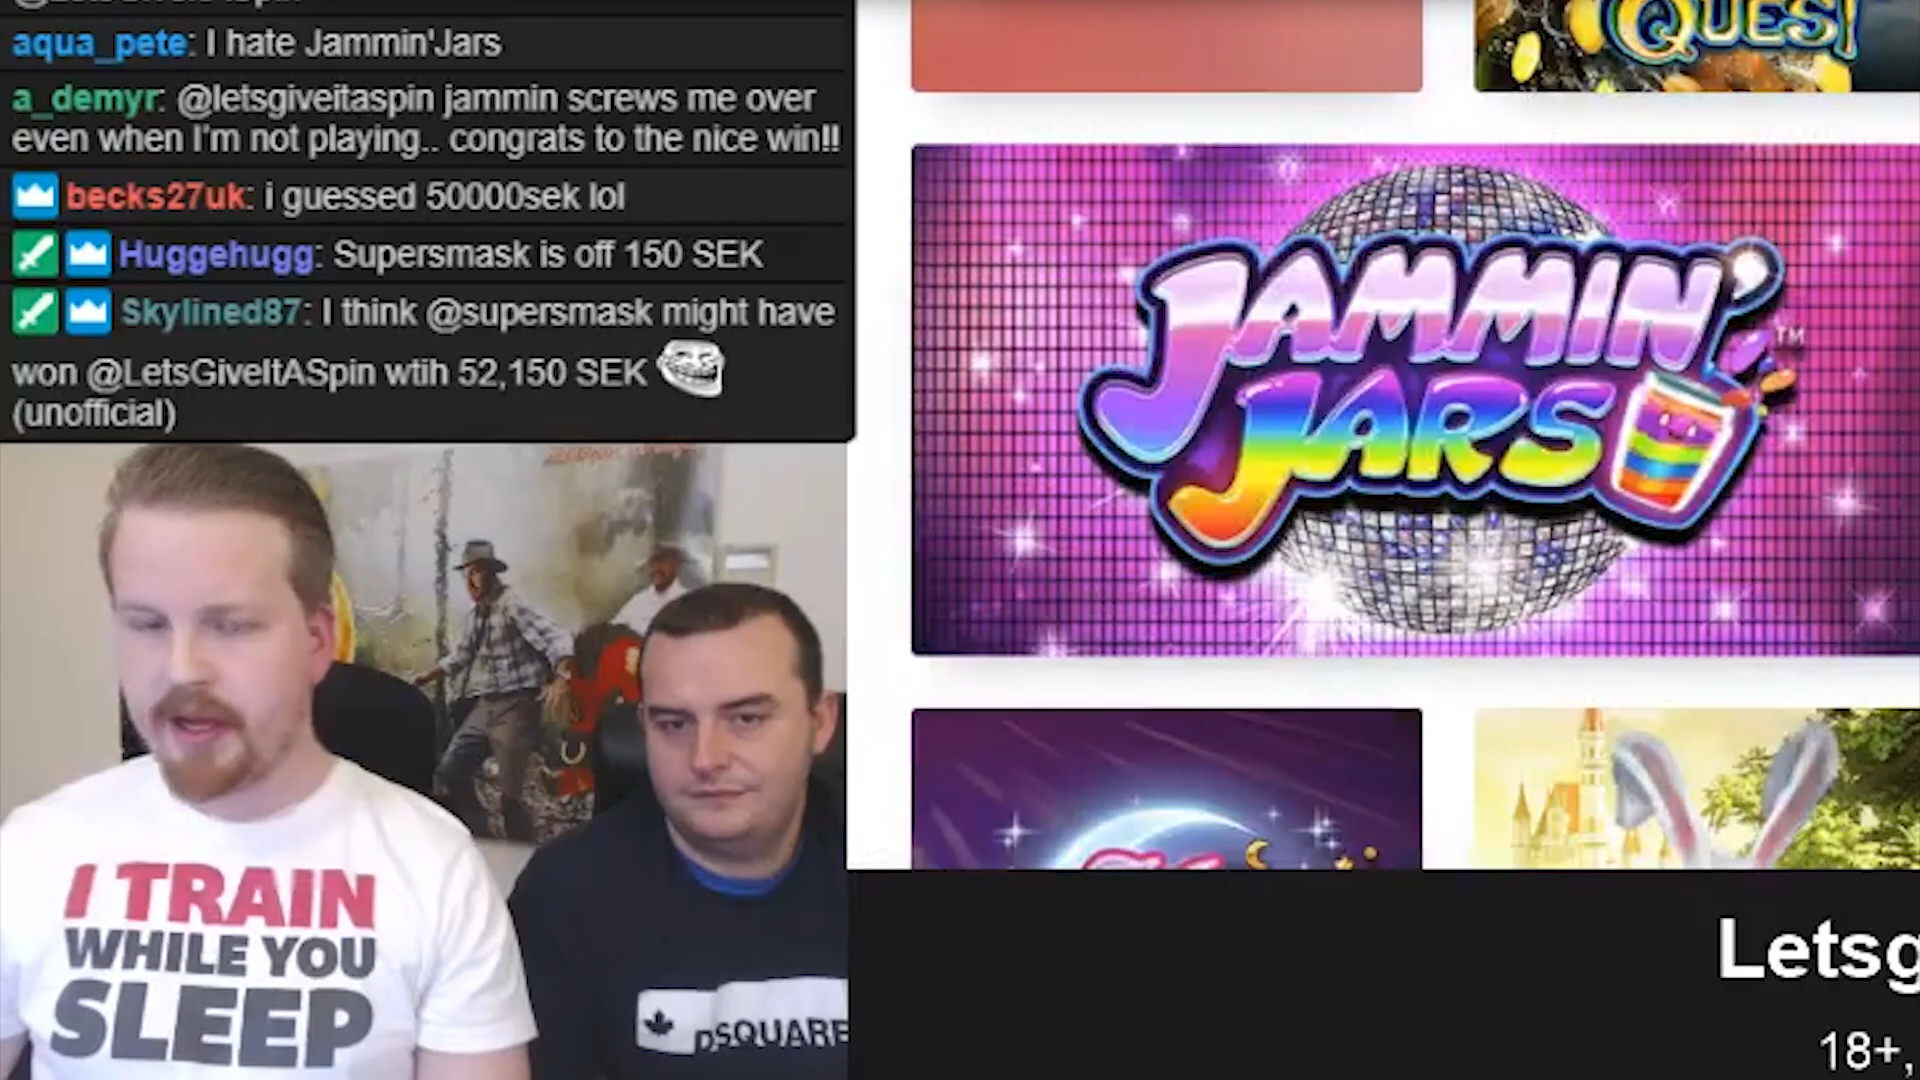 aqua_pete: I hate Jammin'Jars
a_demyr: @letsgiveitaspin jammin screws me over
even when I'm not playing.. congrats to the nice win!!
becks27uk: i guessed 50000sek lol
Huggehugg: Supersmask is off 150 SEK
Skylined87: I think @supersmask might have
won @LetsGiveItASpin wtih 52,150 SEK
(unofficial)
QUEST
JAMMIN'
JARS
TM
I TRAIN
WHILE YOU
SLEEP
DSQUARE
Letsg
18+,